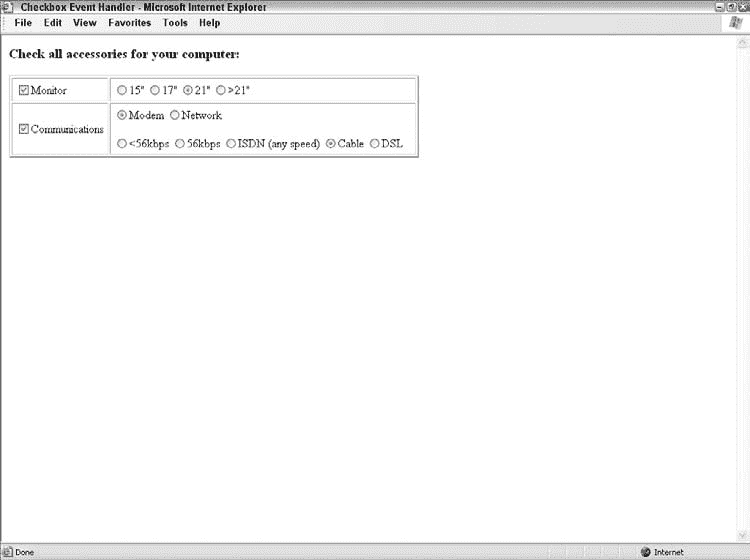 Checkbox Event Handler - Microsoft Internet Explorer
File Edit View Favorites Tools Help
Check all accessories for your computer:
Monitor 15" 17" 21" >21"
Modem Network
Communications
<56kbps 56kbps ISDN (any speed) Cable DSL
Done Internet